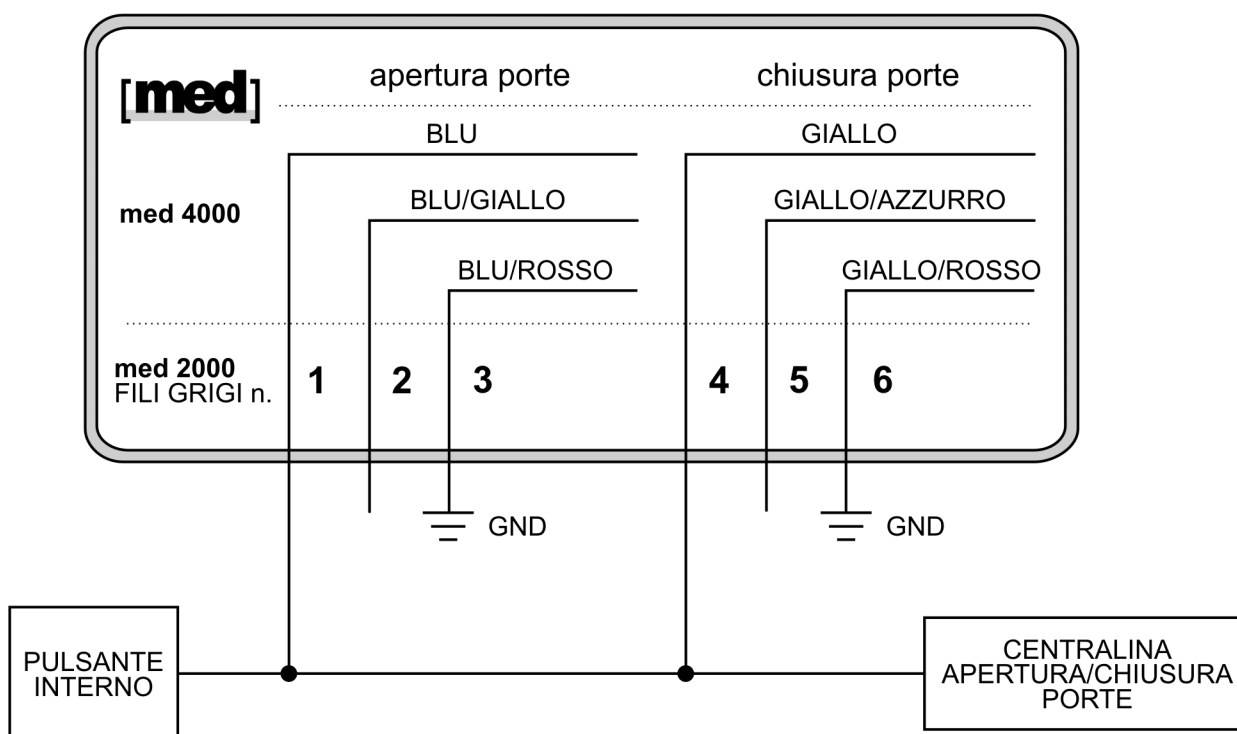 [med]
apertura porte
chiusura porte
BLU
GIALLO
med 4000
BLU/GIALLO
GIALLO/AZZURRO
BLU/ROSSO
GIALLO/ROSSO
med 2000
FILI GRIGI n.
1
2
3
4
5
6
GND
GND
PULSANTE
INTERNO
CENTRALINA
APERTURA/CHIUSURA
PORTE